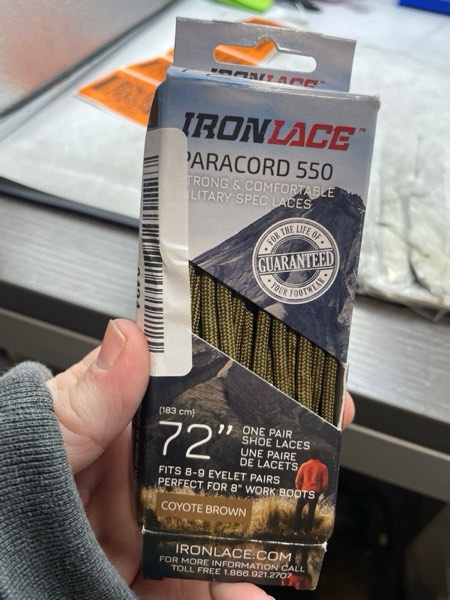 IRONLACE™
IRONLACE™
PARACORD 550
STRONG & COMFORTABLE
MILITARY SPEC LACES
FOR THE LIFE OF
GUARANTEED
YOUR FOOTWEAR
(183 cm)
72"
ONE PAIR
SHOE LACES
UNE PAIRE
DE LACETS
FITS 8-9 EYELET PAIRS
PERFECT FOR 8" WORK BOOTS
COYOTE BROWN
IRONLACE.COM
FOR MORE INFORMATION CALL
TOLL FREE 1.866.921.2707